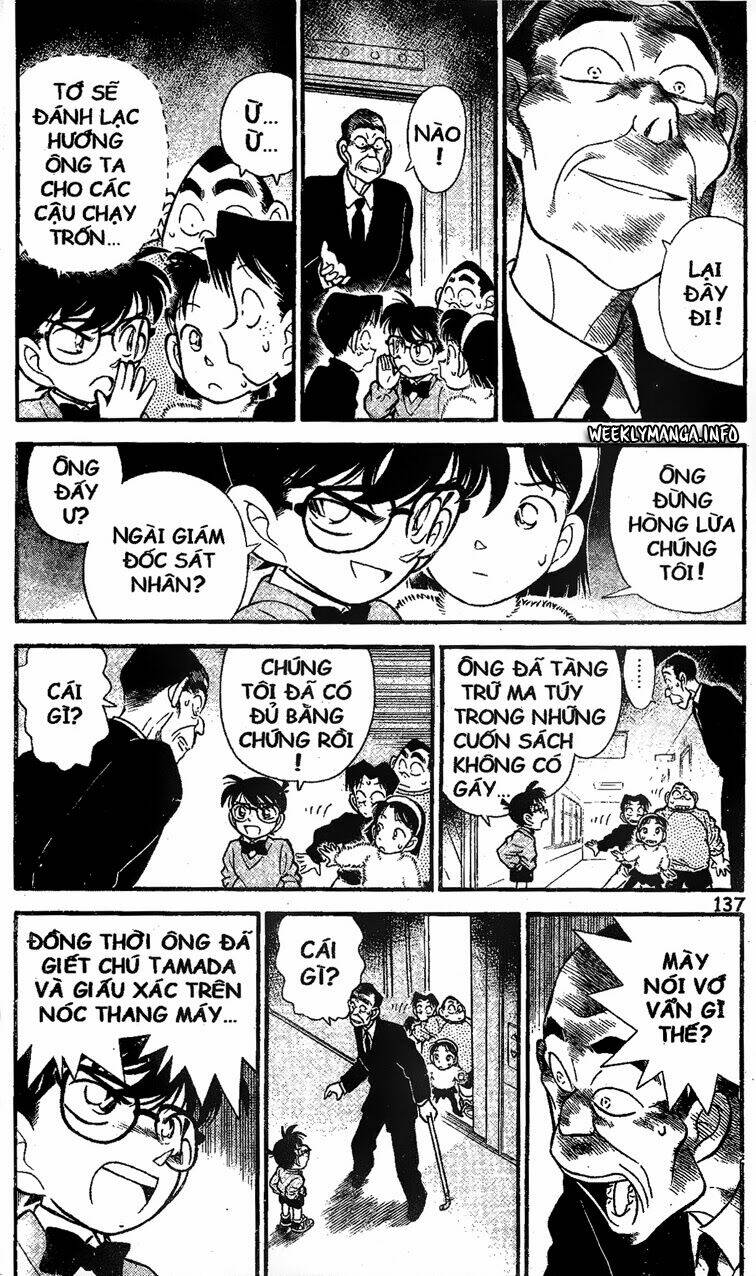 TỚ SẼ
ĐÁNH LẠC
HƯỚNG
ÔNG TA
CHO CÁC
CẬU CHẠY
TRỐN...
Ừ...
Ừ...
NÀO
!
LẠI
ĐÂY
ĐI!
WEEKLYMANGA.INFO
ÔNG
ĐẤY
Ư?
NGÀI GIÁM
ĐỐC SÁT
NHÂN?
ÔNG
ĐỪNG
HÒNG LỪA
CHÚNG
TÔI!
CÁI
GÌ?
CHÚNG
TÔI ĐÃ CÓ
ĐỦ BẰNG
CHỨNG RỒI
!
ÔNG ĐÃ TÀNG
TRỮ MA TÚY
TRONG NHỮNG
CUỐN SÁCH
KHÔNG CÓ
GÁY...
......
137
ĐỒNG THỜI ÔNG ĐÃ
GIẾT CHÚ TAMADA
VÀ GIẤU XÁC TRÊN
NỐC THANG MÁY...
CÁI
GÌ?
MÀY
NÓI VỚ
VẨN GÌ
THẾ?